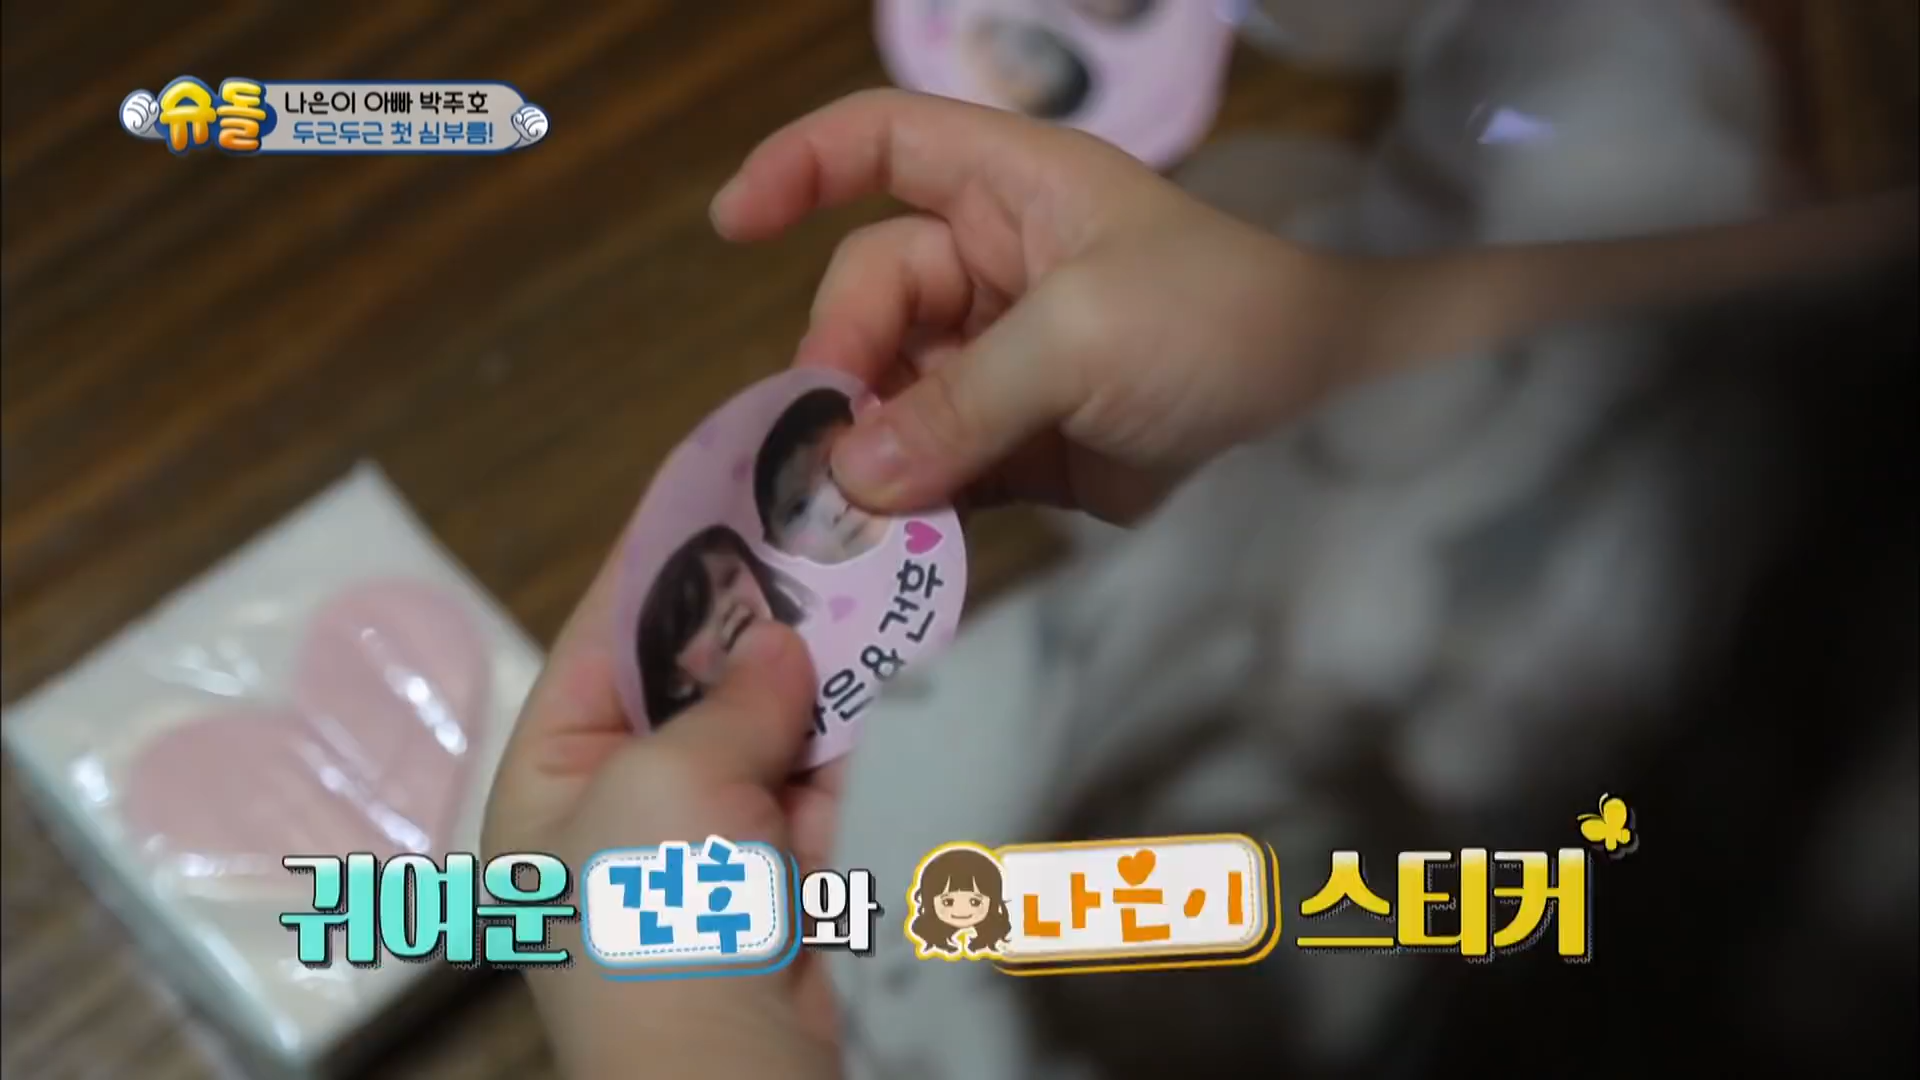 슈돌
나은이 아빠 박주호
두근두근 첫 심부름!
은 & 건후
귀여운 건후와 나은이 스티커